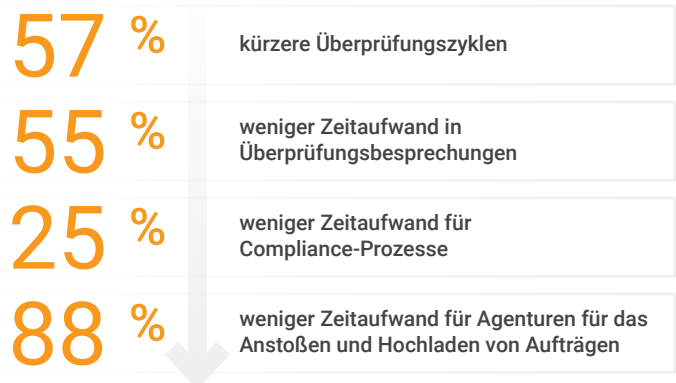 57 %
kürzere Überprüfungszyklen
55 %
weniger Zeitaufwand in
Überprüfungsbesprechungen
25 %
weniger Zeitaufwand für
Compliance-Prozesse
88 %
weniger Zeitaufwand für Agenturen für das
Anstoßen und Hochladen von Aufträgen